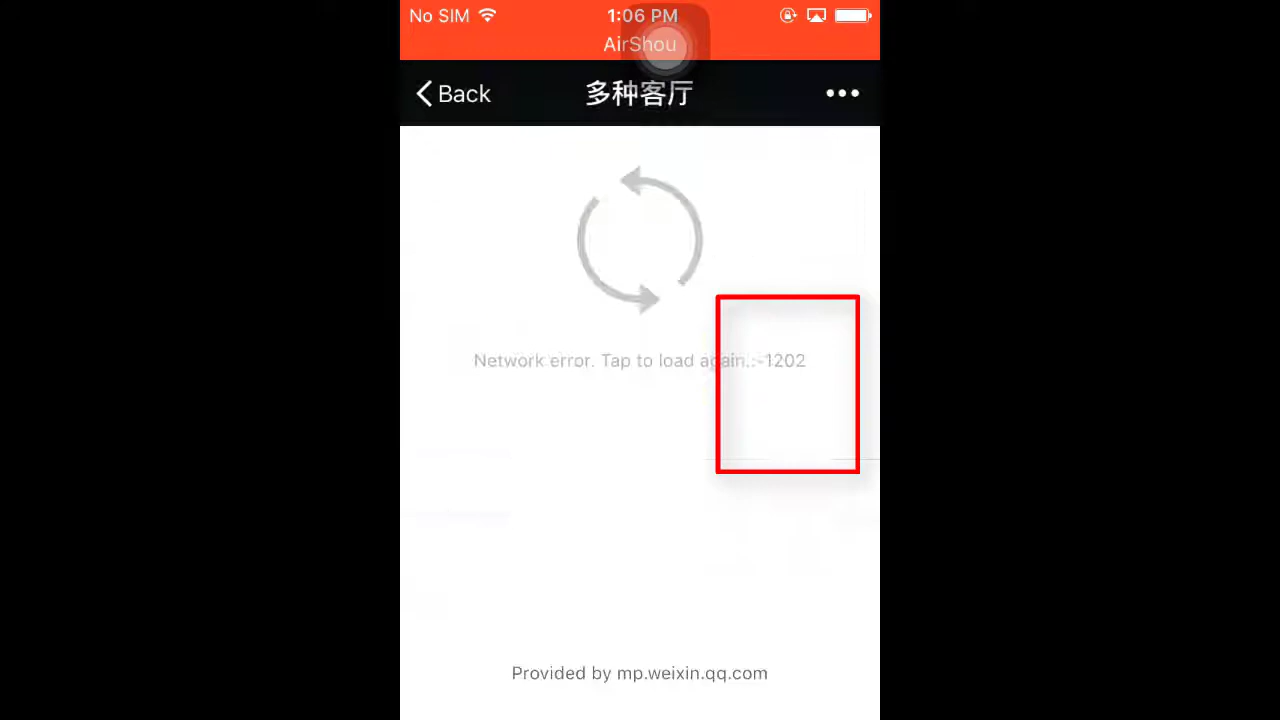 No SIM 1:06 PM
AirShou
Back 多种客厅
Network error. Tap to load again.:-1202
Provided by mp.weixin.qq.com